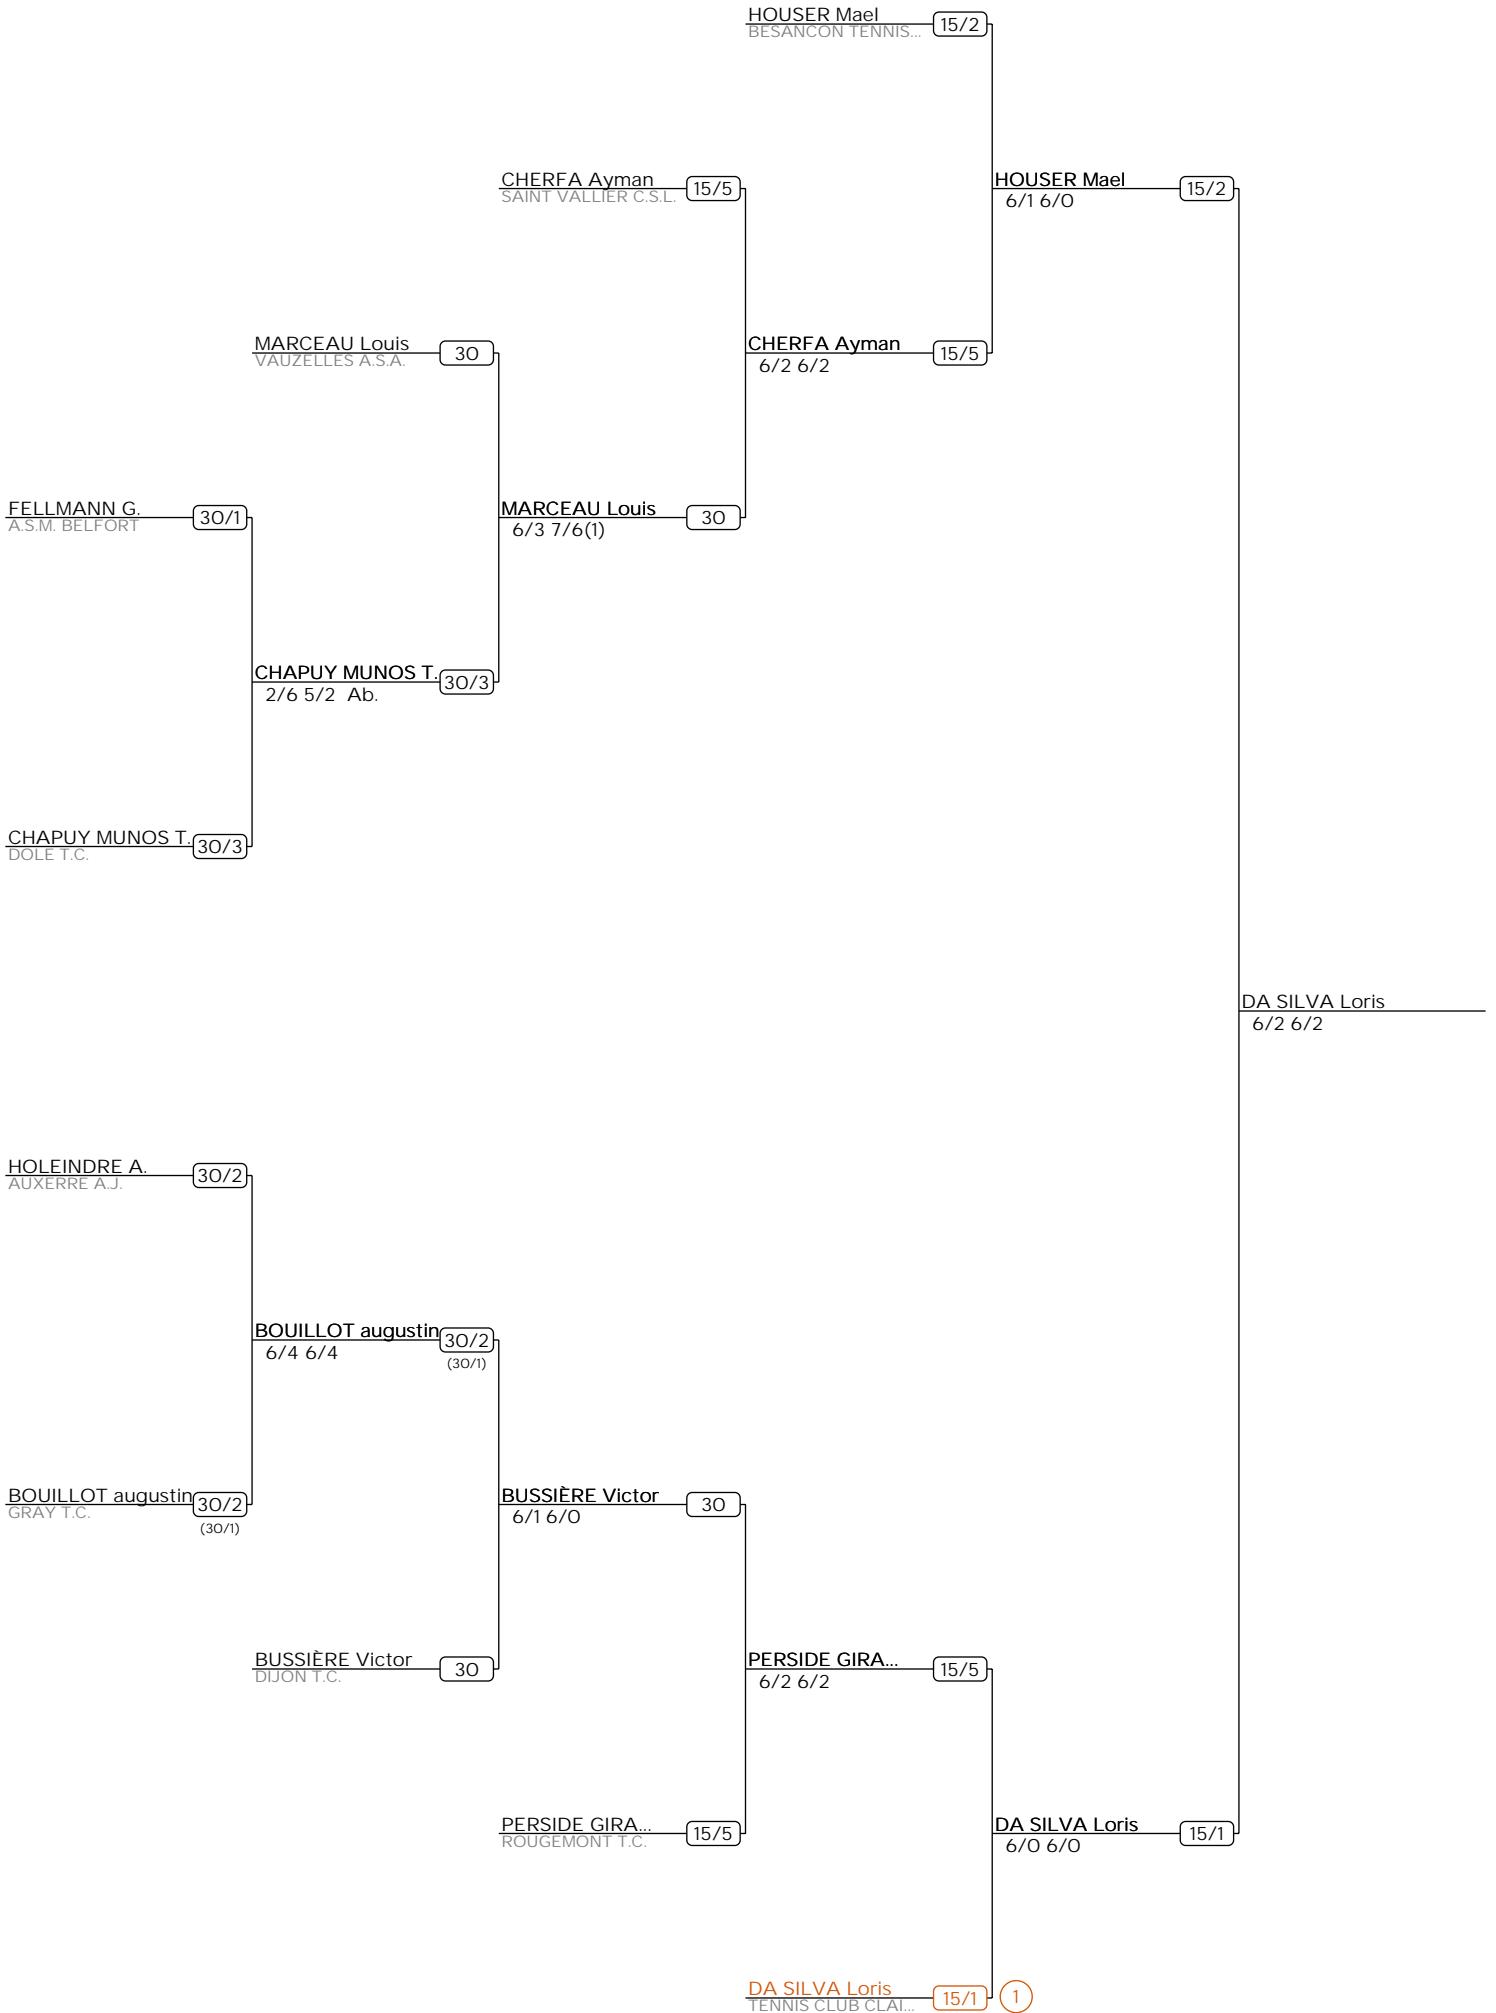 HOUSER Mael
15/2
BESANCON TENNIS...
CHERFA Ayman
15/5
SAINT VALLIER C.S.L.
HOUSER Mael
15/2
6/1 6/0
MARCEAU Louis
30
VAUZELLES A.S.A.
CHERFA Ayman
15/5
6/2 6/2
FELLMANN G.
30/1
A.S.M. BELFORT
MARCEAU Louis
30
6/3 7/6(1)
CHAPUY MUNOS T.
30/3
2/6 5/2 Ab.
CHAPUY MUNOS T.
30/3
DOLE T.C.
DA SILVA Loris
6/2 6/2
HOLEINDRE A.
30/2
AUXERRE A.J.
BOUILLOT augustin
30/2
6/4 6/4
(30/1)
BOUILLOT augustin
30/2
GRAY T.C.
(30/1)
BUSSIÈRE Victor
30
6/1 6/0
BUSSIÈRE Victor
30
DIJON T.C.
PERSIDE GIRA...
15/5
6/2 6/2
PERSIDE GIRA...
15/5
ROUGEMONT T.C.
DA SILVA Loris
15/1
6/0 6/0
DA SILVA Loris
15/1
1
TENNIS CLUB CLAI...